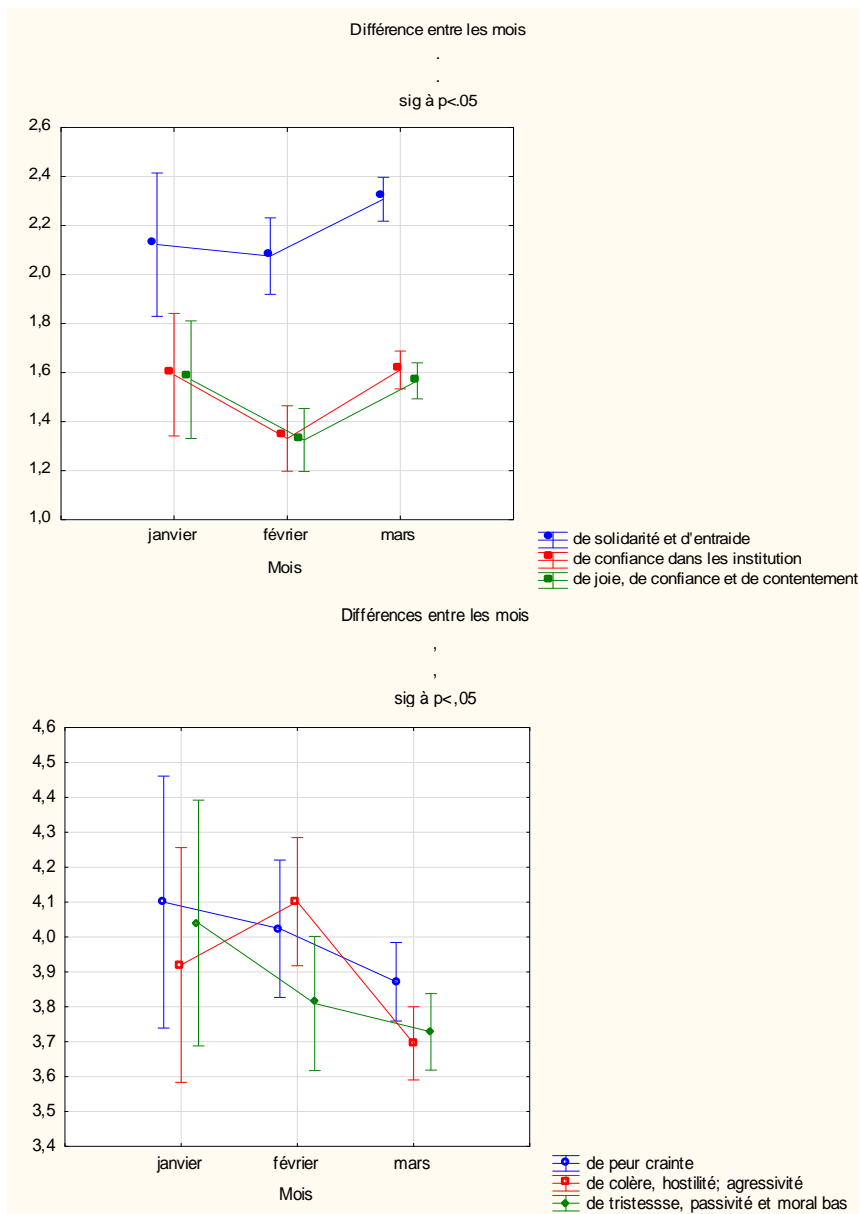 Différence entre les mois
.
.
sig à p<.05
2,6
2,4
2,2
2,0
1,8
1,6
1,4
1,2
1,0
janvier février mars
Mois
de solidarité et d'entraide
de confiance dans les institution
de joie, de confiance et de contentement
Différences entre les mois
,
,
sig à p<,05
4,6
4,5
4,4
4,3
4,2
4,1
4,0
3,9
3,8
3,7
3,6
3,5
3,4
janvier février mars
Mois
de peur crainte
de colère, hostilité; agressivité
de tristessse, passivité et moral bas